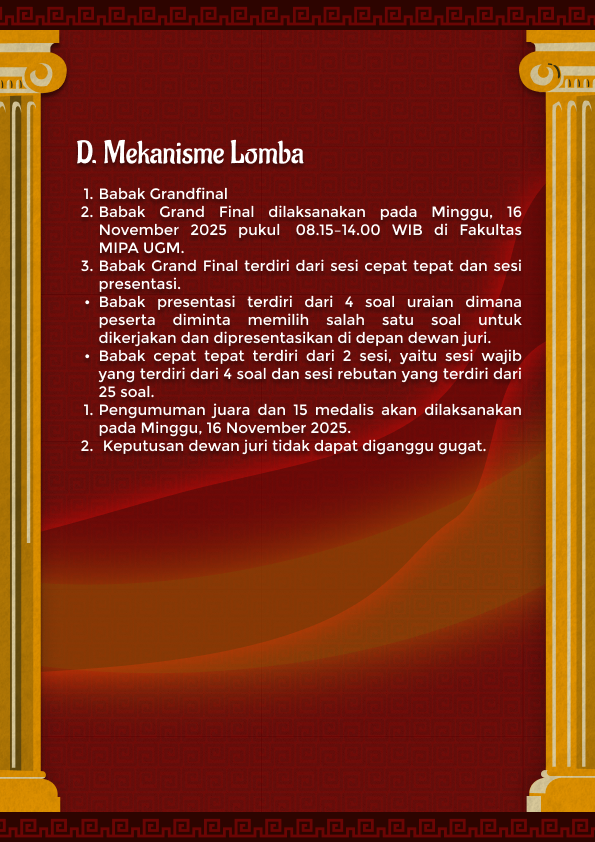 D. Mekanisme Lomba
1. Babak Grandfinal
2. Babak Grand Final dilaksanakan pada Minggu, 16
November 2025 pukul 08.15–14.00 WIB di Fakultas
MIPA UGM.
3. Babak Grand Final terdiri dari sesi cepat tepat dan sesi
presentasi.
• Babak presentasi terdiri dari 4 soal uraian dimana
peserta diminta memilih salah satu soal untuk
dikerjakan dan dipresentasikan di depan dewan juri.
• Babak cepat tepat terdiri dari 2 sesi, yaitu sesi wajib
yang terdiri dari 4 soal dan sesi rebutan yang terdiri dari
25 soal.
1. Pengumuman juara dan 15 medalis akan dilaksanakan
pada Minggu, 16 November 2025.
2. Keputusan dewan juri tidak dapat diganggu gugat.